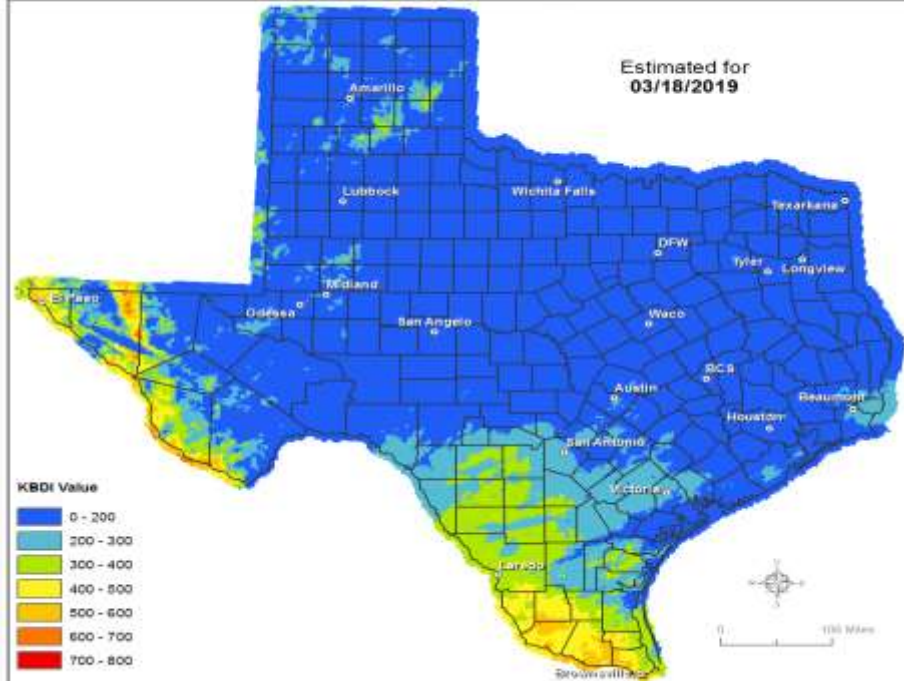 Estimated for
03/18/2019
Amarillo
Lubbock
Wichita Falls
Texarkana
DFW
Tyler
Longview
El Paso
Midland
Odessa
San Angelo
Waco
BCS
Austin
Beaumont
Houston
San Antonio
Victoria
Laredo
Brownsville
KBDI Value
0 - 200
200 - 300
300 - 400
400 - 500
500 - 600
600 - 700
700 - 800
0 100 Miles